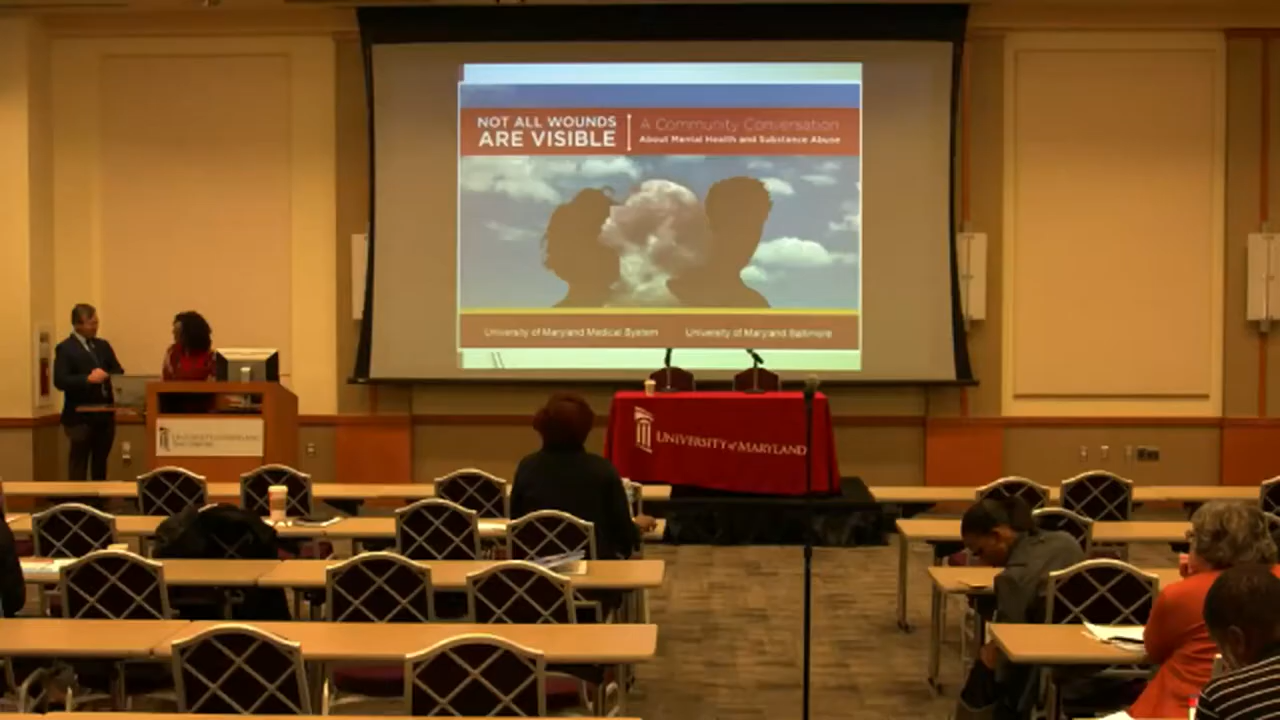 NOT ALL WOUNDS
ARE VISIBLE
A Community Conversation
About Mental Health and Substance Abuse
University of Maryland Medical System
University of Maryland Baltimore
UNIVERSITY of MARYLAND